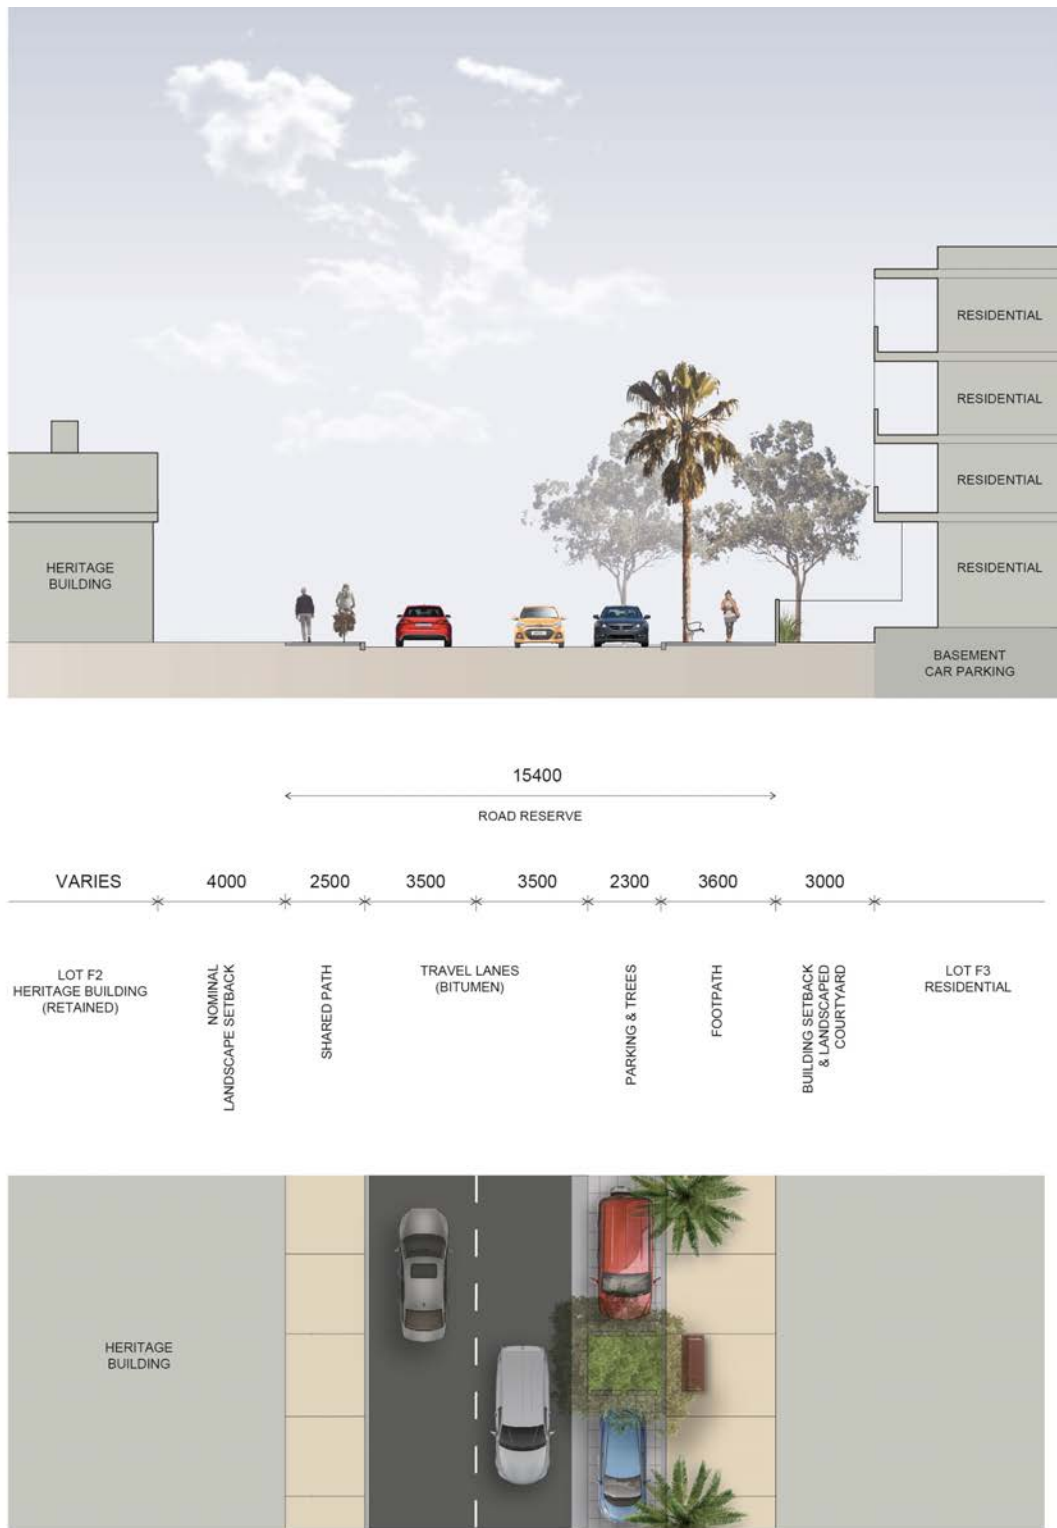 RESIDENTIAL
RESIDENTIAL
RESIDENTIAL
HERITAGE
BUILDING
RESIDENTIAL
BASEMENT
CAR PARKING
15400
ROAD RESERVE
VARIES
4000
2500
3500
3500
2300
3600
3000
LOT F2
HERITAGE BUILDING
(RETAINED)
NOMINAL
LANDSCAPE SETBACK
SHARED PATH
TRAVEL LANES
(BITUMEN)
PARKING & TREES
FOOTPATH
BUILDING SETBACK
& LANDSCAPED
COURTYARD
LOT F3
RESIDENTIAL
HERITAGE
BUILDING